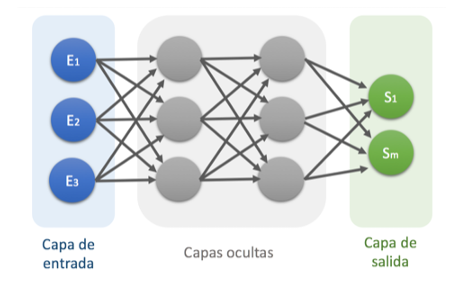 E1
E2
E3
S1
Sm
Capa de
entrada
Capas ocultas
Capa de
salida